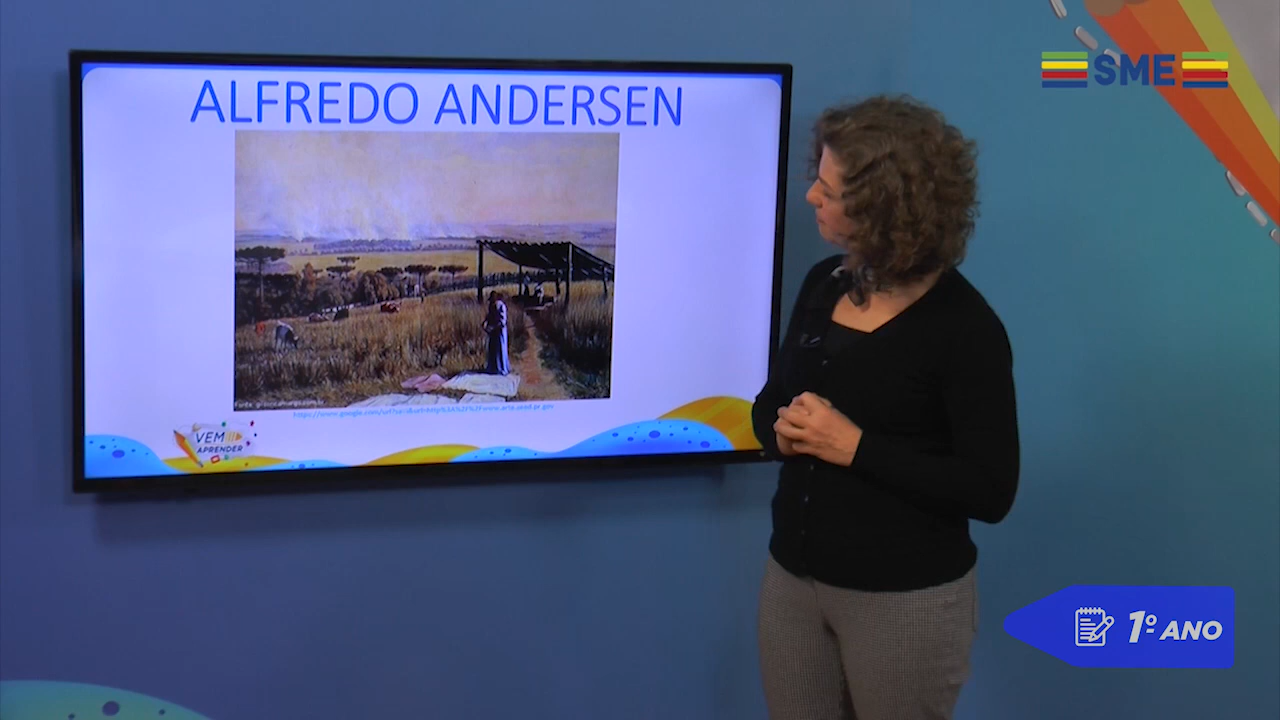 ALFREDO ANDERSEN
VEM
APRENDER
SME
1º ANO